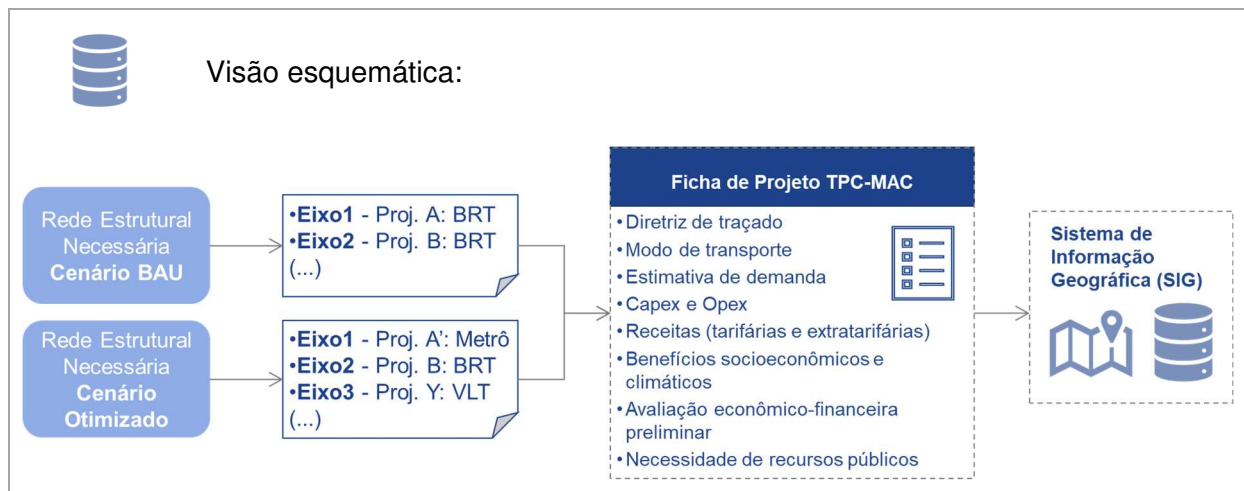 Visão esquemática:
Rede Estrutural
Necessária
Cenário BAU
•Eixo1 - Proj. A: BRT
•Eixo2 - Proj. B: BRT
(...)
Rede Estrutural
Necessária
Cenário
Otimizado
•Eixo1 - Proj. A’: Metrô
•Eixo2 - Proj. B: BRT
•Eixo3 - Proj. Y: VLT
(...)
Ficha de Projeto TPC-MAC
•Diretriz de traçado
•Modo de transporte
•Estimativa de demanda
•Capex e Opex
•Receitas (tarifárias e extratarifárias)
•Benefícios socioeconômicos e
climáticos
•Avaliação econômico-financeira
preliminar
•Necessidade de recursos públicos
Sistema de
Informação
Geográfica (SIG)